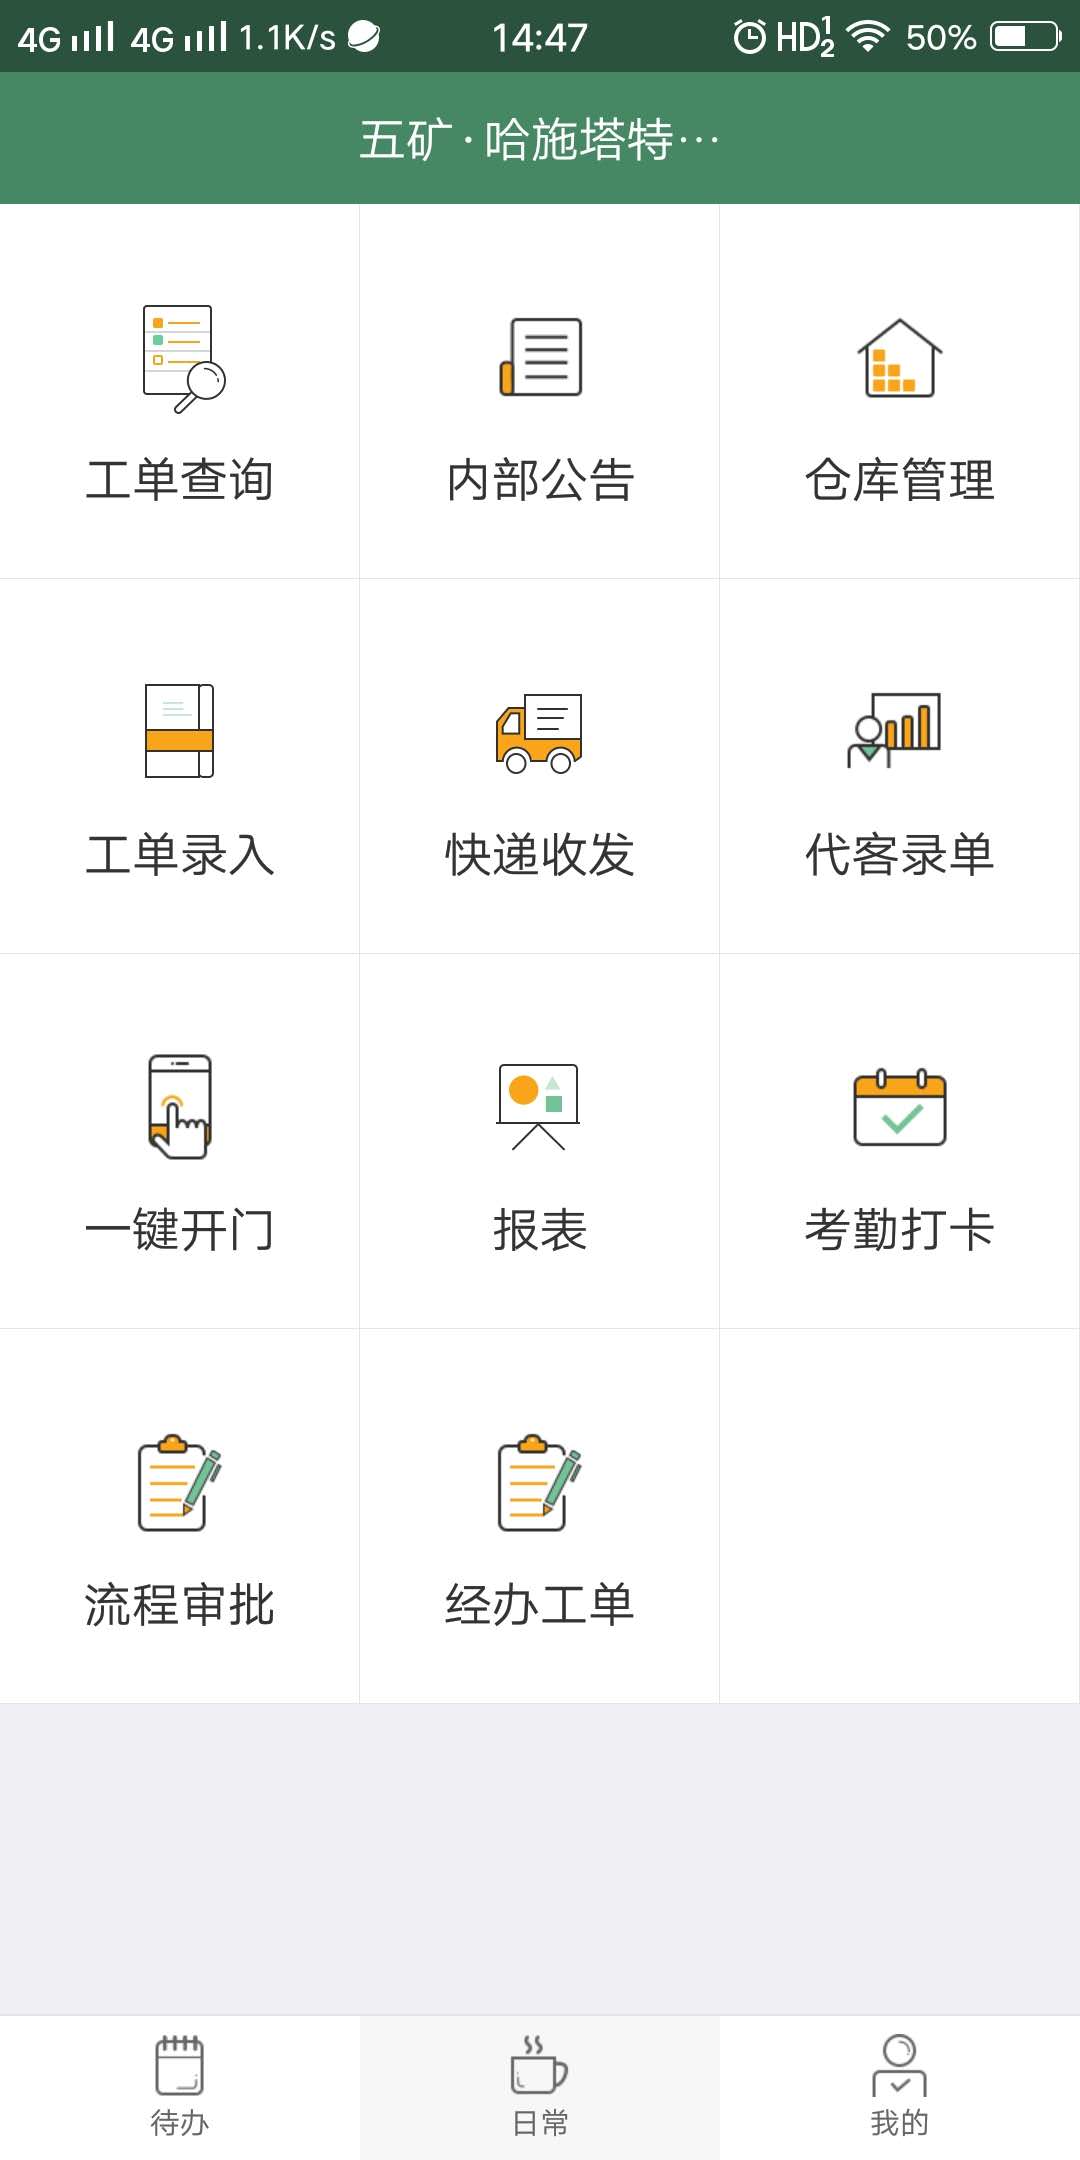 4G 4G 1.1K/s 14:47 HD 1 2 50%
五矿·哈施塔特···
工单查询 内部公告 仓库管理
工单录入 快递收发 代客录单
一键开门 报表 考勤打卡
流程审批 经办工单
待办 日常 我的